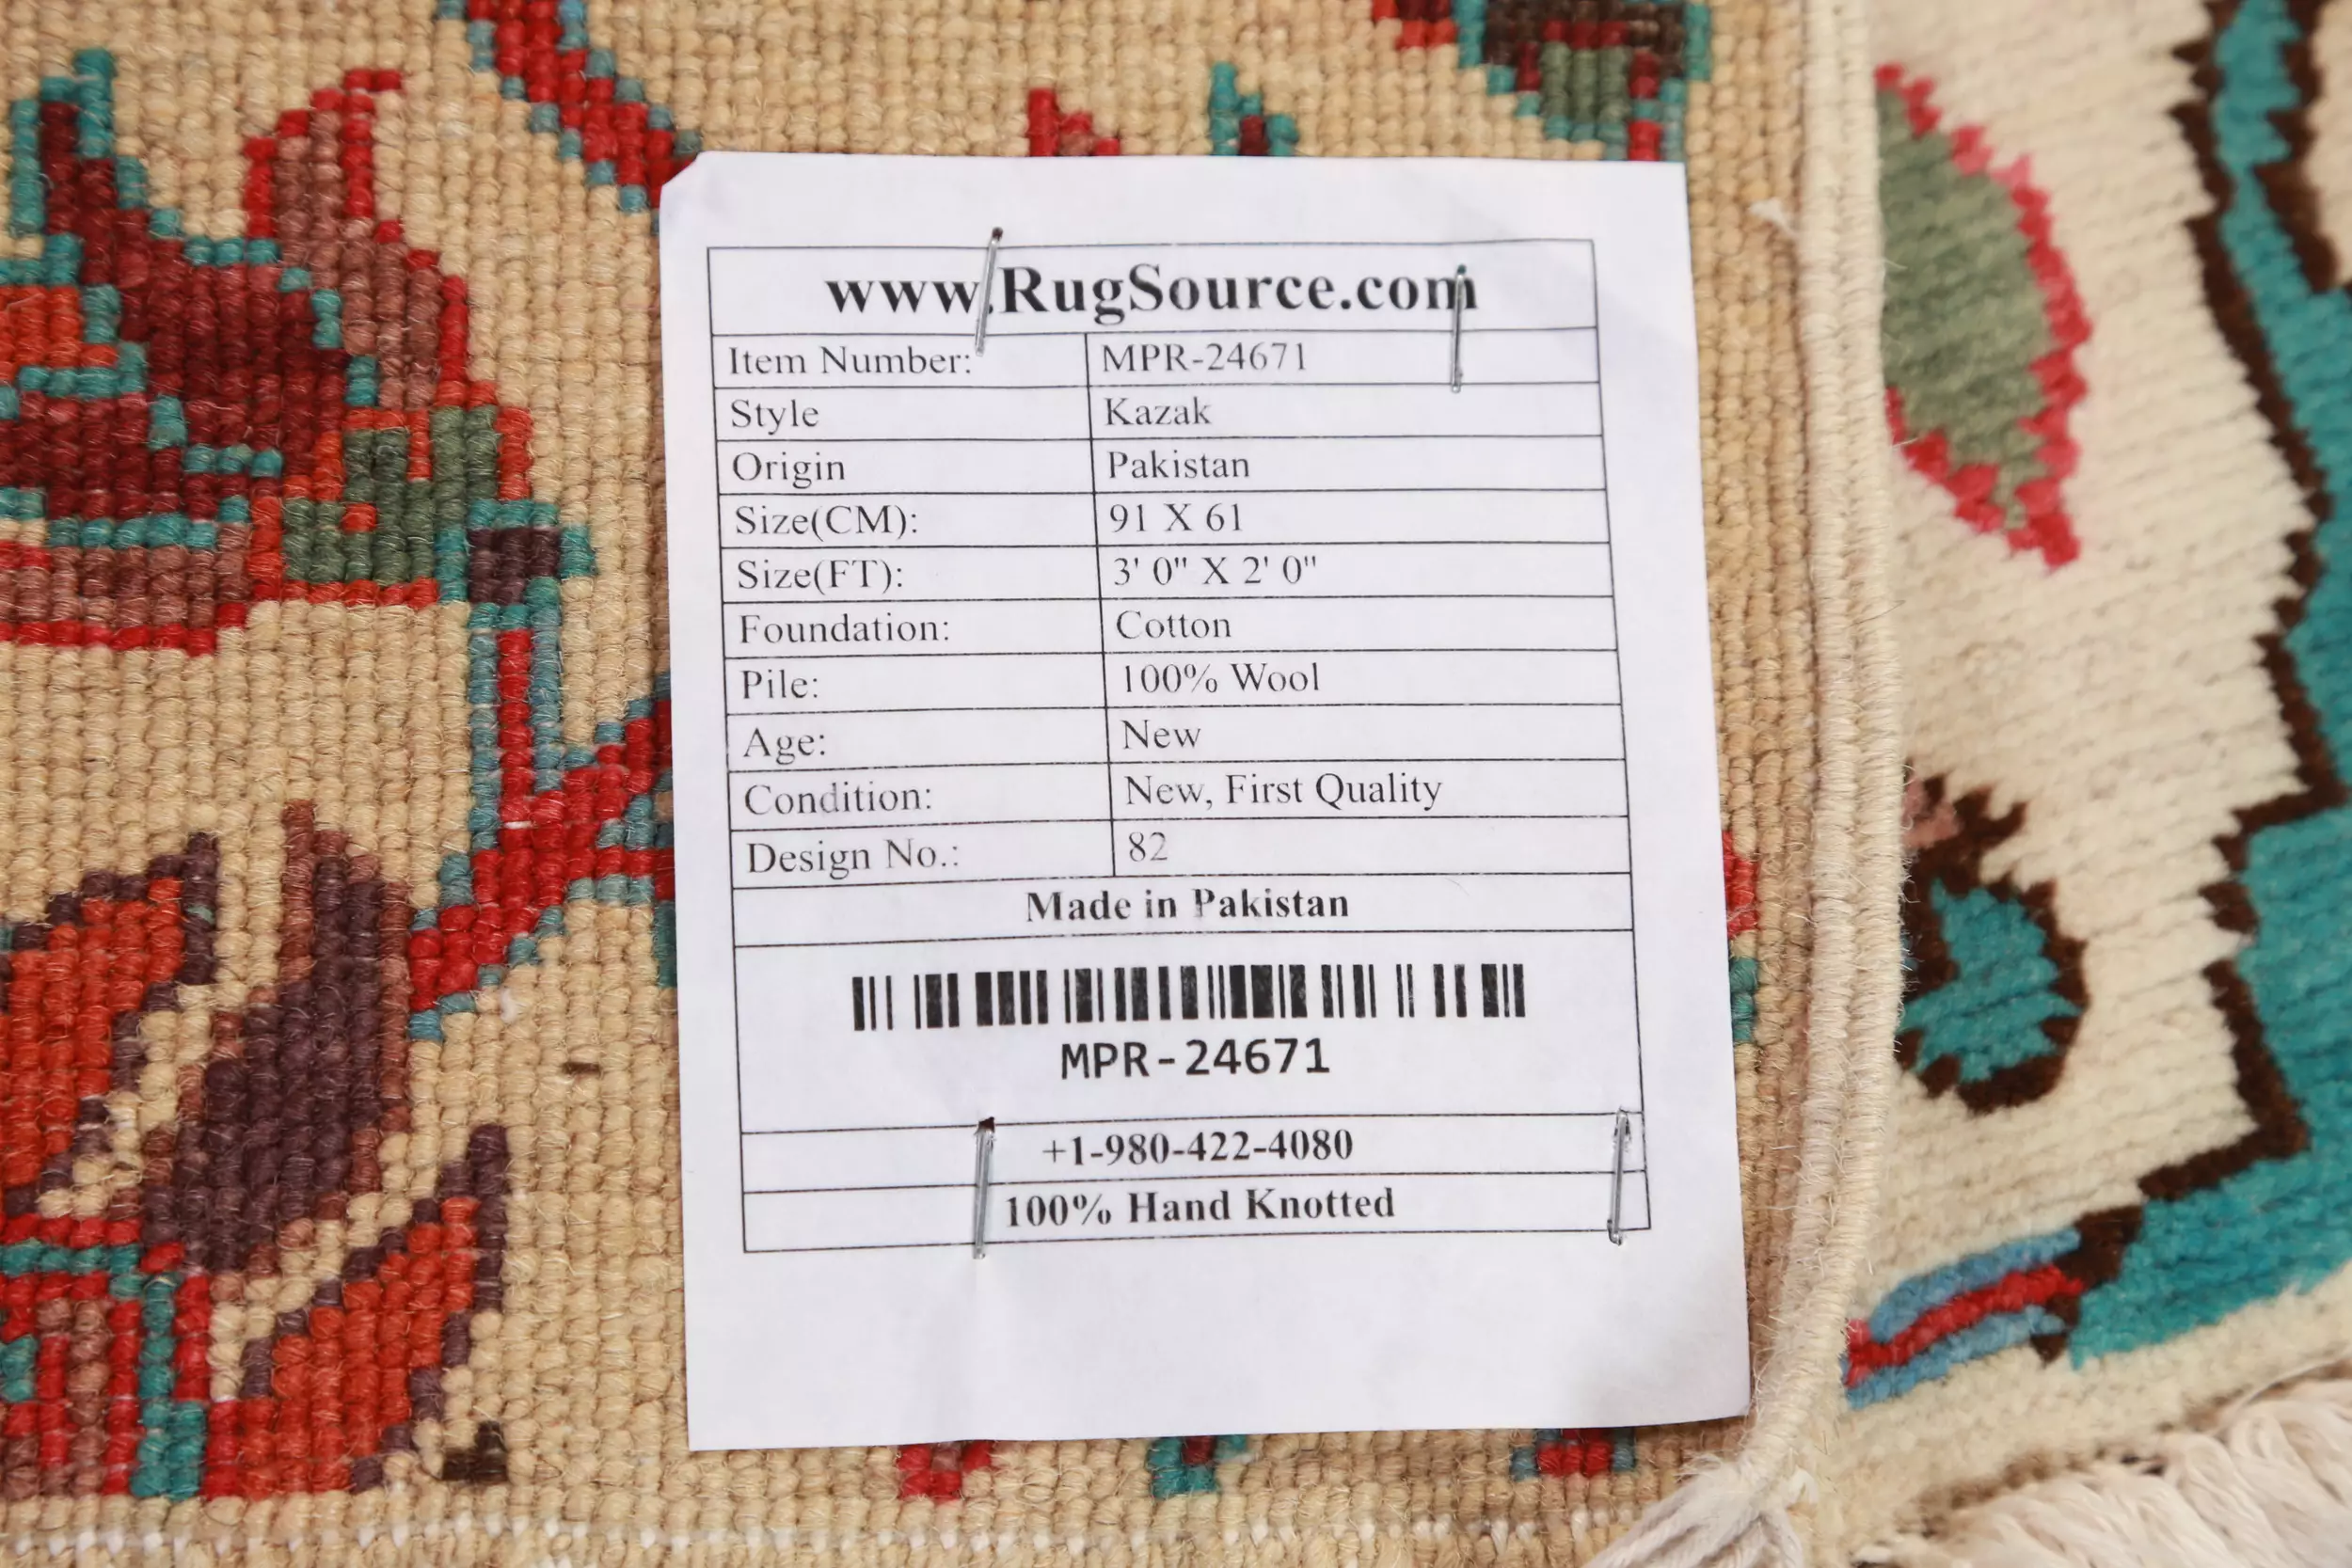 www.RugSource.com
Item Number: MPR-24671
Style Kazak
Origin Pakistan
Size(CM): 91 X 61
Size(FT): 3' 0" X 2' 0"
Foundation: Cotton
Pile: 100% Wool
Age: New
Condition: New, First Quality
Design No.: 82
Made in Pakistan
MPR-24671
+1-980-422-4080
100% Hand Knotted